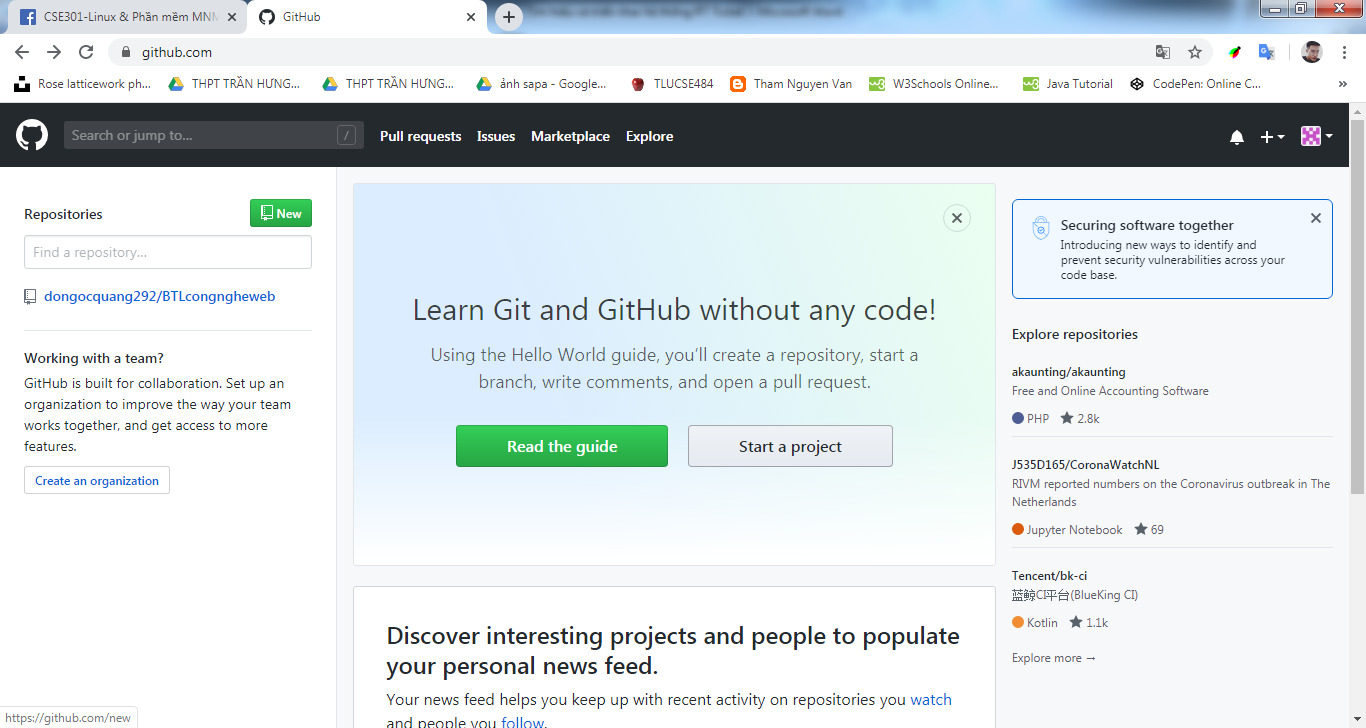 CSE301-Linux & Phần mềm MNM
GitHub
github.com
Rose latticework ph...
THPT TRẦN HƯNG...
THPT TRẦN HƯNG...
ảnh sapa - Google...
TLUCSE484
Tham Nguyen Van
W3Schools Online...
Java Tutorial
CodePen: Online C...
Search or jump to...
/
Pull requests
Issues
Marketplace
Explore
Repositories
New
Find a repository...
dongocquang292/BTLcongngheweb
Working with a team?
GitHub is built for collaboration. Set up an
organization to improve the way your team
works together, and get access to more
features.
Create an organization
Learn Git and GitHub without any code!
Using the Hello World guide, you’ll create a repository, start a
branch, write comments, and open a pull request.
Read the guide
Start a project
Discover interesting projects and people to populate
your personal news feed.
Your news feed helps you keep up with recent activity on repositories you watch
and people you follow.
Securing software together
Introducing new ways to identify and
prevent security vulnerabilities across your
code base.
Explore repositories
akaunting/akaunting
Free and Online Accounting Software
PHP 2.8k
J535D165/CoronaWatchNL
RIVM reported numbers on the Coronavirus outbreak in The
Netherlands
Jupyter Notebook 69
Tencent/bk-ci
蓝鲸CI平台(BlueKing CI)
Kotlin 1.1k
Explore more →
https://github.com/new